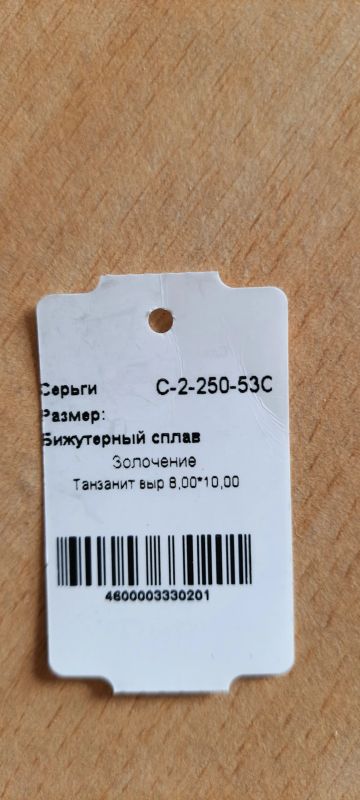 Серьги С-2-250-53С
Размер:
Бижутерный сплав
Золочение
Танзанит выр 8,00*10,00
4600003330201